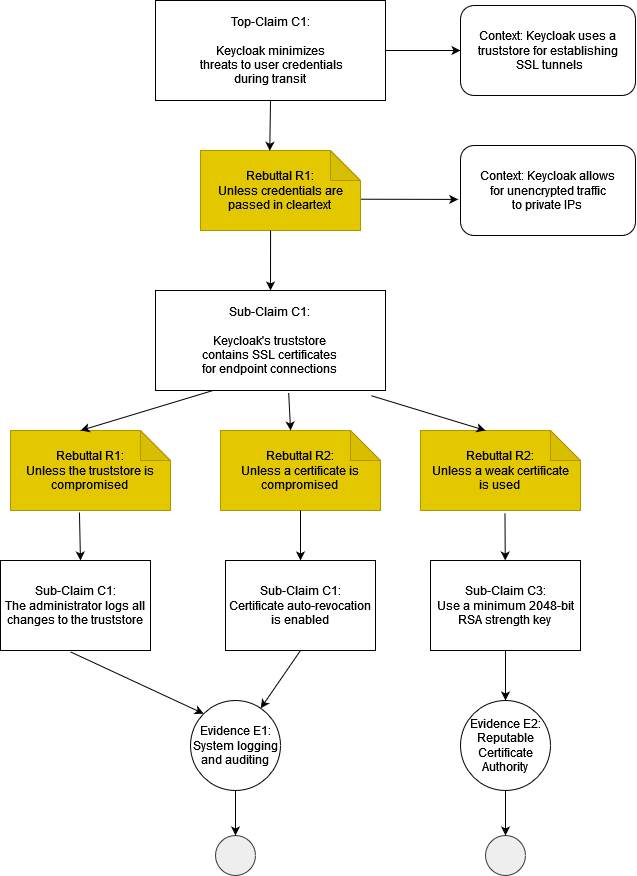 Top-Claim C1:
Keycloak minimizes
threats to user credentials
during transit
Context: Keycloak uses a
truststore for establishing
SSL tunnels
Rebuttal R1:
Unless credentials are
passed in cleartext
Context: Keycloak allows
for unencrypted traffic
to private IPs
Sub-Claim C1:
Keycloak's truststore
contains SSL certificates
for endpoint connections
Rebuttal R1:
Unless the truststore is
compromised
Rebuttal R2:
Unless a certificate is
compromised
Rebuttal R2:
Unless a weak certificate
is used
Sub-Claim C1:
The administrator logs all
changes to the truststore
Sub-Claim C1:
Certificate auto-revocation
is enabled
Sub-Claim C3:
Use a minimum 2048-bit
RSA strength key
Evidence E1:
System logging
and auditing
Evidence E2:
Reputable
Certificate
Authority